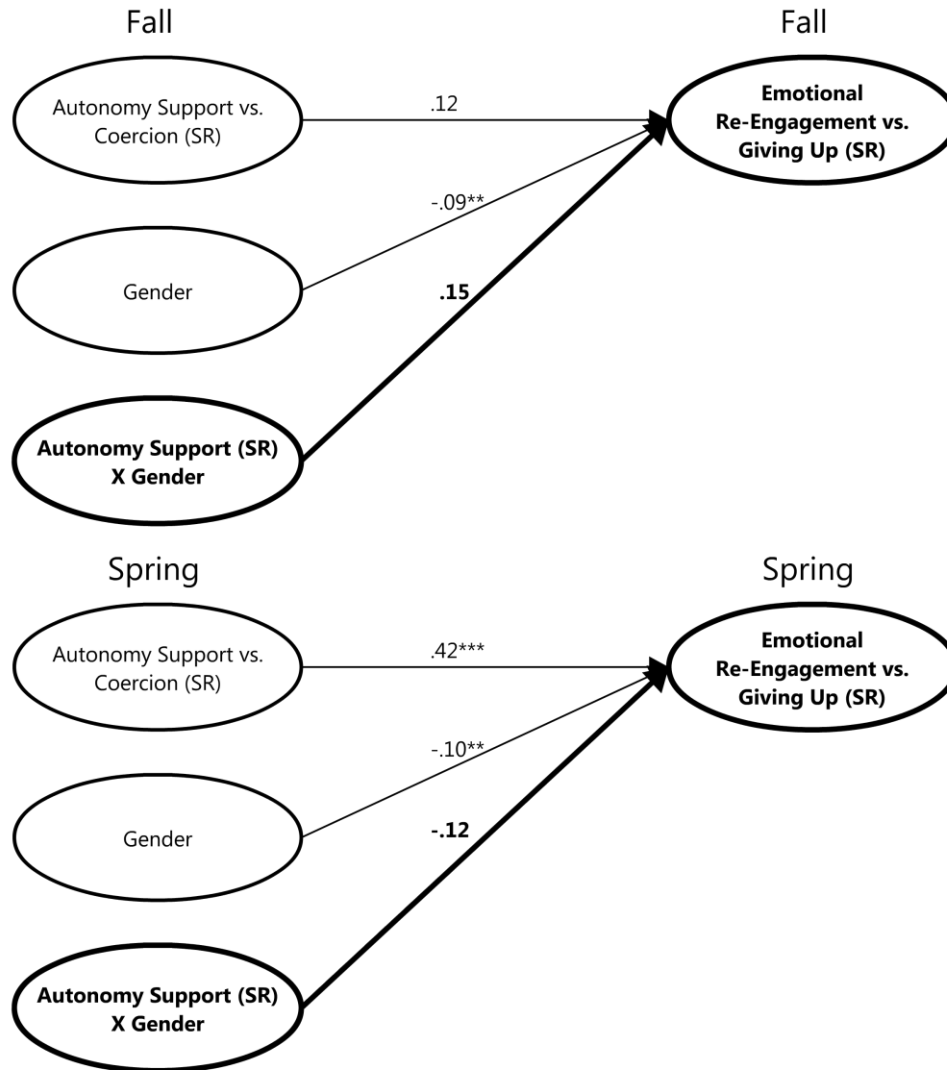 Fall
Fall
Autonomy Support vs.
Coercion (SR)
.12
Emotional
Re-Engagement vs.
Giving Up (SR)
-.09**
Gender
.15
Autonomy Support (SR)
X Gender
Spring
Spring
Autonomy Support vs.
Coercion (SR)
.42***
Emotional
Re-Engagement vs.
Giving Up (SR)
-.10**
Gender
-.12
Autonomy Support (SR)
X Gender